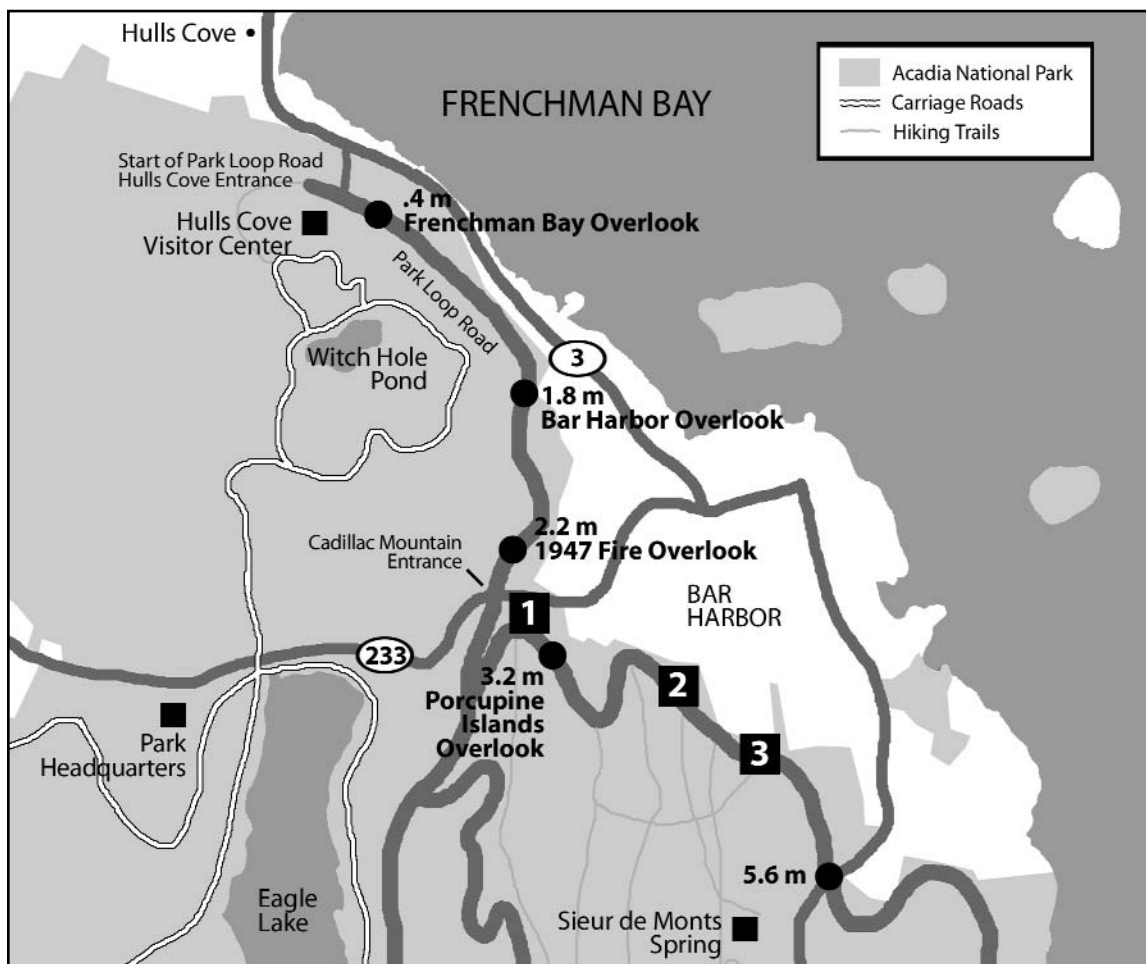 Hulls Cove
FRENCHMAN BAY
Acadia National Park
Carriage Roads
Hiking Trails
Start of Park Loop Road
Hulls Cove Entrance
.4 m
Frenchman Bay Overlook
Hulls Cove
Visitor Center
Park Loop Road
Witch Hole
Pond
3
1.8 m
Bar Harbor Overlook
2.2 m
1947 Fire Overlook
Cadillac Mountain
Entrance
BAR
HARBOR
1
233
3.2 m
Porcupine
Islands
Overlook
2
3
Park
Headquarters
5.6 m
Eagle
Lake
Sieur de Monts
Spring